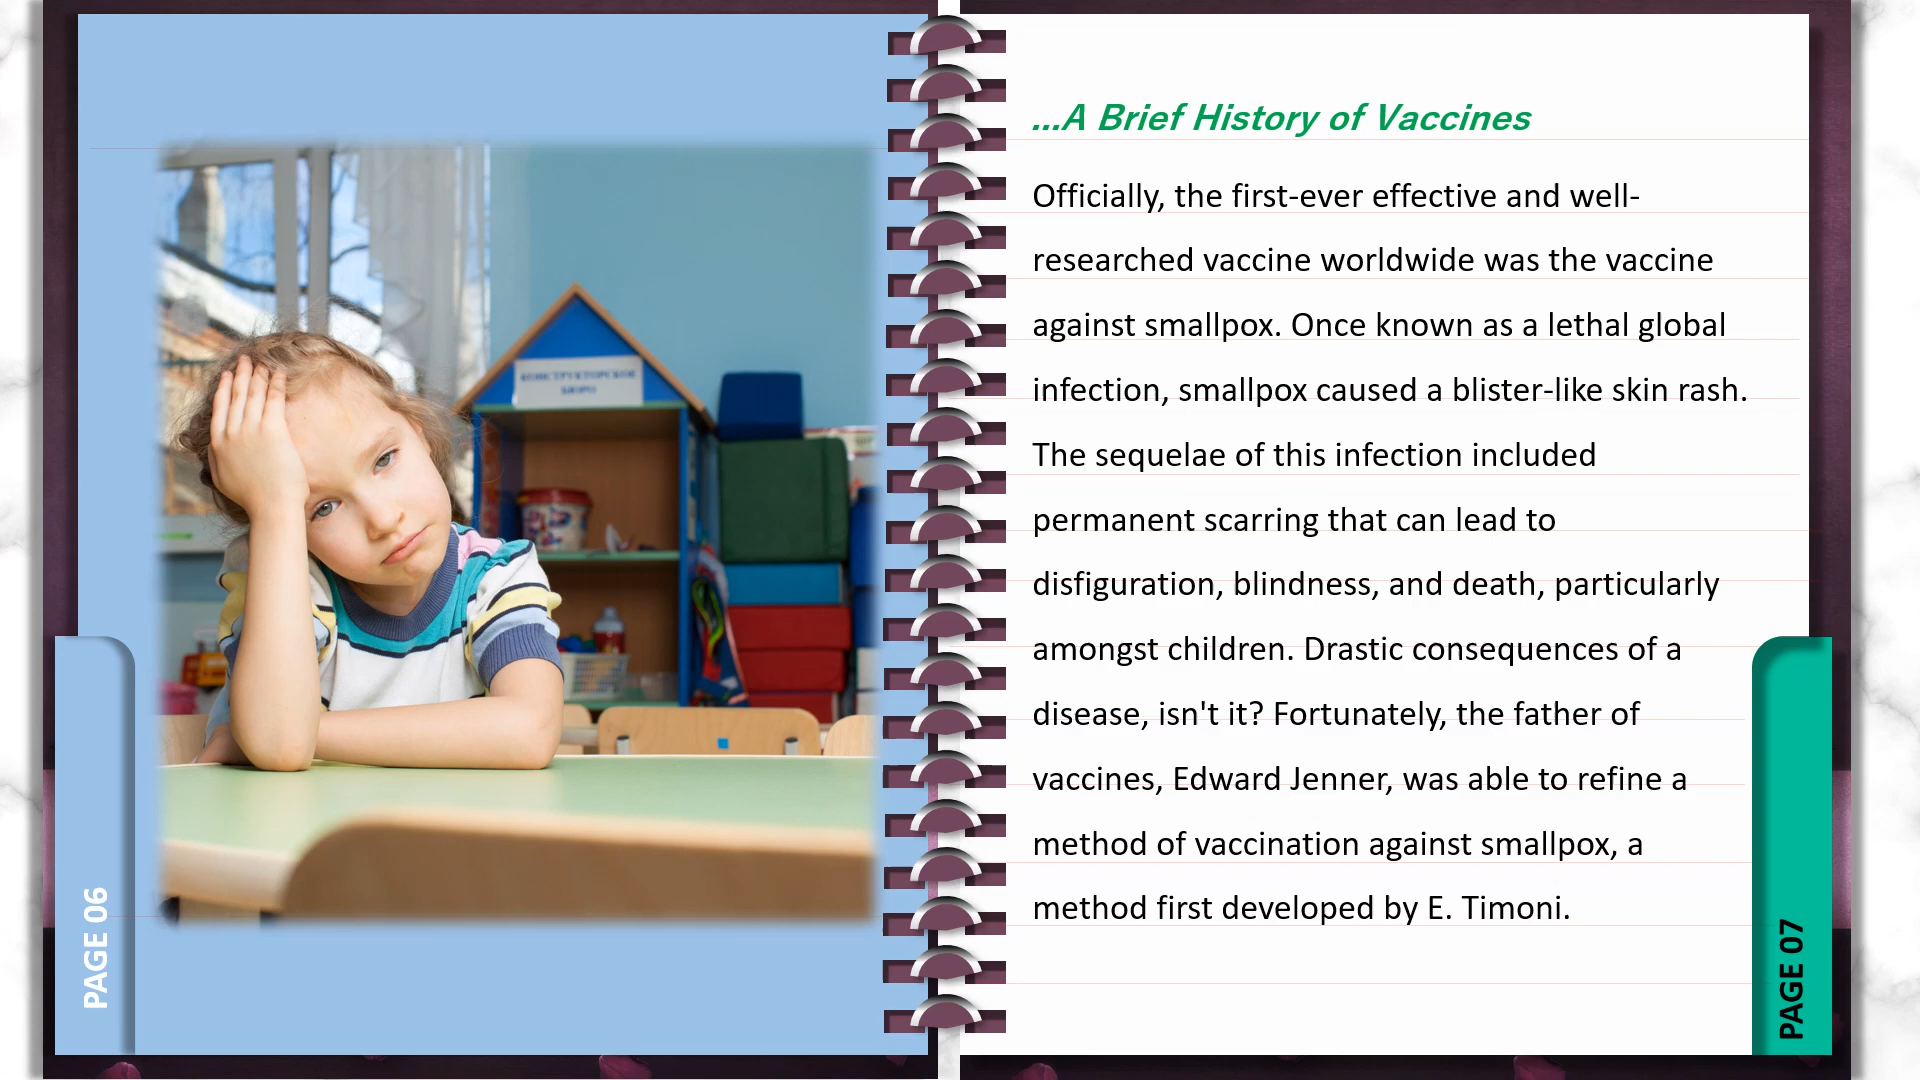 КОНСТРУКТОРСКОЕ
БЮРО
PAGE 06
...A Brief History of Vaccines
Officially, the first-ever effective and well-
researched vaccine worldwide was the vaccine
against smallpox. Once known as a lethal global
infection, smallpox caused a blister-like skin rash.
The sequelae of this infection included
permanent scarring that can lead to
disfiguration, blindness, and death, particularly
amongst children. Drastic consequences of a
disease, isn't it? Fortunately, the father of
vaccines, Edward Jenner, was able to refine a
method of vaccination against smallpox, a
method first developed by E. Timoni.
PAGE 07